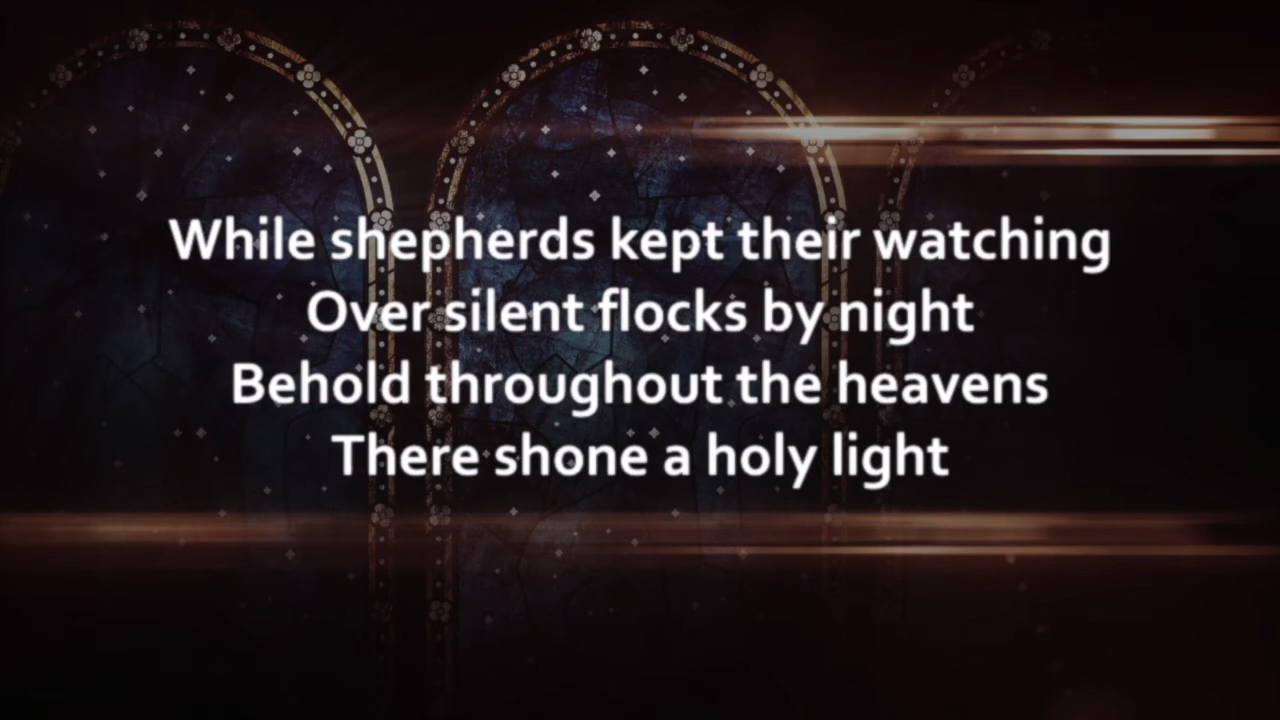 While shepherds kept their watching
Over silent flocks by night
Behold throughout the heavens
There shone a holy light